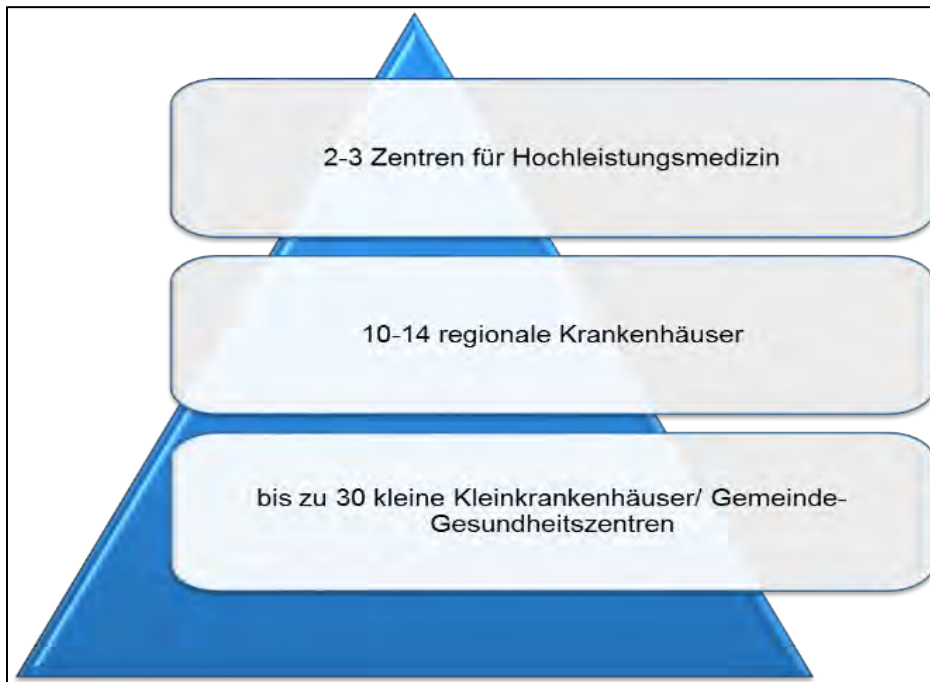 2-3 Zentren für Hochleistungsmedizin
10-14 regionale Krankenhäuser
bis zu 30 kleine Kleinkrankenhäuser/ Gemeinde-
Gesundheitszentren